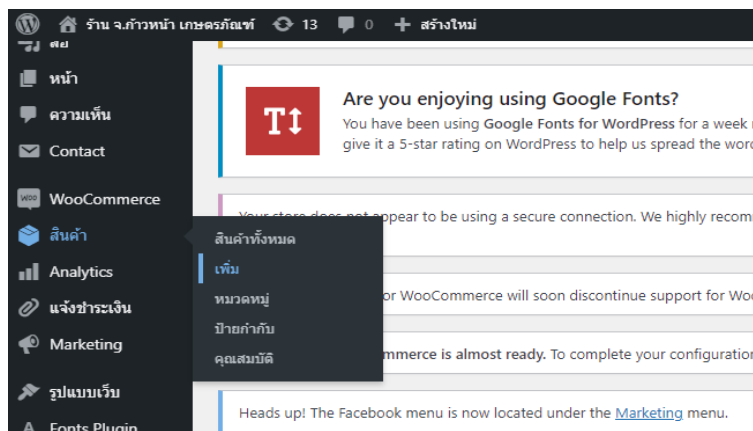 ร้าน จ.ก้าวหน้า เกษตรภัณฑ์ 13 0 + สร้างใหม่
สื่อ
หน้า
ความเห็น
Contact
WooCommerce
สินค้า
Analytics
แจ้งชำระเงิน
Marketing
รูปแบบเว็บ
Fonts Plugin
สินค้าทั้งหมด
เพิ่ม
หมวดหมู่
ป้ายกำกับ
คุณสมบัติ
Are you enjoying using Google Fonts?
You have been using Google Fonts for WordPress for a week
give it a 5-star rating on WordPress to help us spread the word
Your store does not appear to be using a secure connection. We highly recom
or WooCommerce will soon discontinue support for Woo
mmerce is almost ready. To complete your configuration
Heads up! The Facebook menu is now located under the Marketing menu.